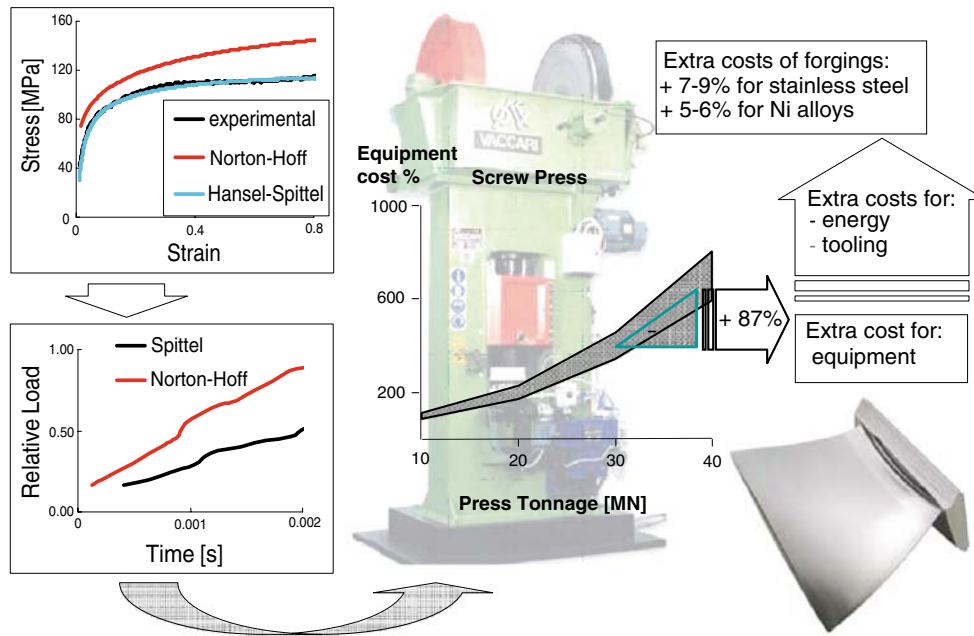 160
120
80
40
0
Stress [MPa]
experimental
Norton-Hoff
Hansel-Spittel
0 0.4 0.8
Strain
1.00
0.50
0.00
Relative Load
Spittel
Norton-Hoff
0 0.001 0.002
Time [s]
VACCARI
Equipment
cost %
Screw Press
1000
600
200
10 20 30 40
Press Tonnage [MN]
+ 87%
Extra costs of forgings:
+ 7-9% for stainless steel
+ 5-6% for Ni alloys
Extra costs for:
- energy
- tooling
Extra cost for:
equipment